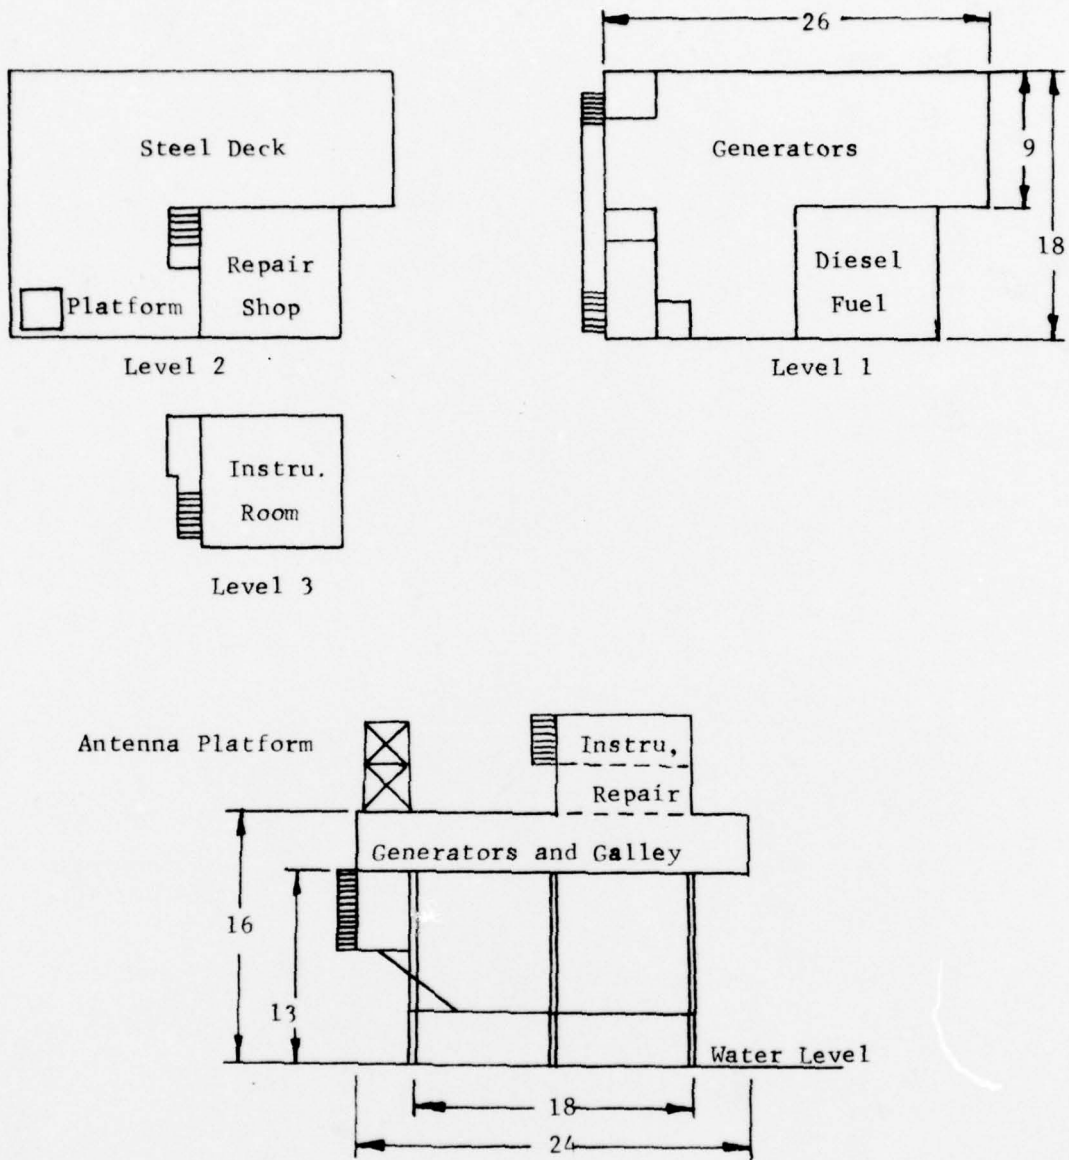 26
Steel Deck
Generators
9
18
Repair
Shop
Diesel
Fuel
Platform
Level 2
Level 1
Instru.
Room
Level 3
Antenna Platform
Instru,
Repair
Generators and Galley
16
13
Water Level
18
24